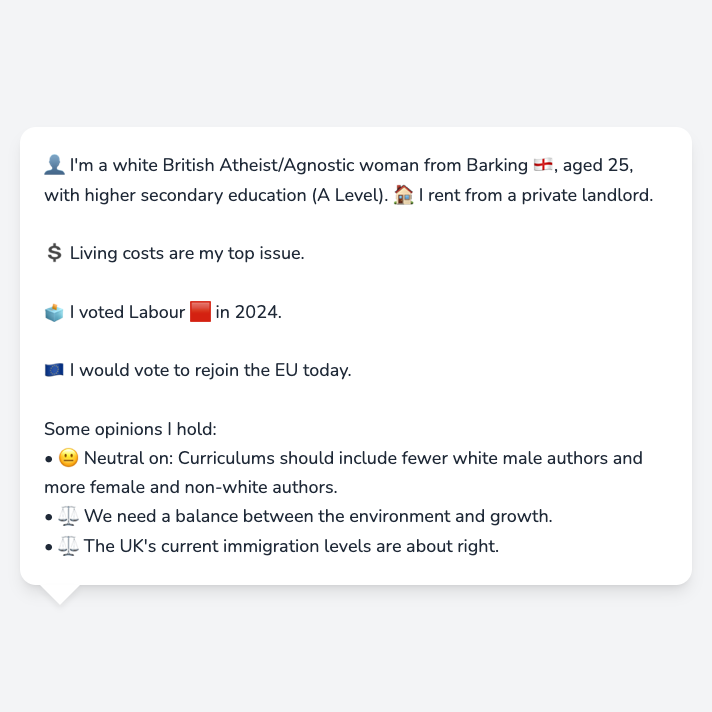 👤 I'm a white British Atheist/Agnostic woman from Barking 🏴󠁧󠁢󠁥󠁮󠁧󠁿, aged 25,
with higher secondary education (A Level). 🏠 I rent from a private landlord.
💲 Living costs are my top issue.
🗳️ I voted Labour 🟥 in 2024.
🇪🇺 I would vote to rejoin the EU today.
Some opinions I hold:
• 😐 Neutral on: Curriculums should include fewer white male authors and
more female and non-white authors.
• ⚖️ We need a balance between the environment and growth.
• ⚖️ The UK's current immigration levels are about right.